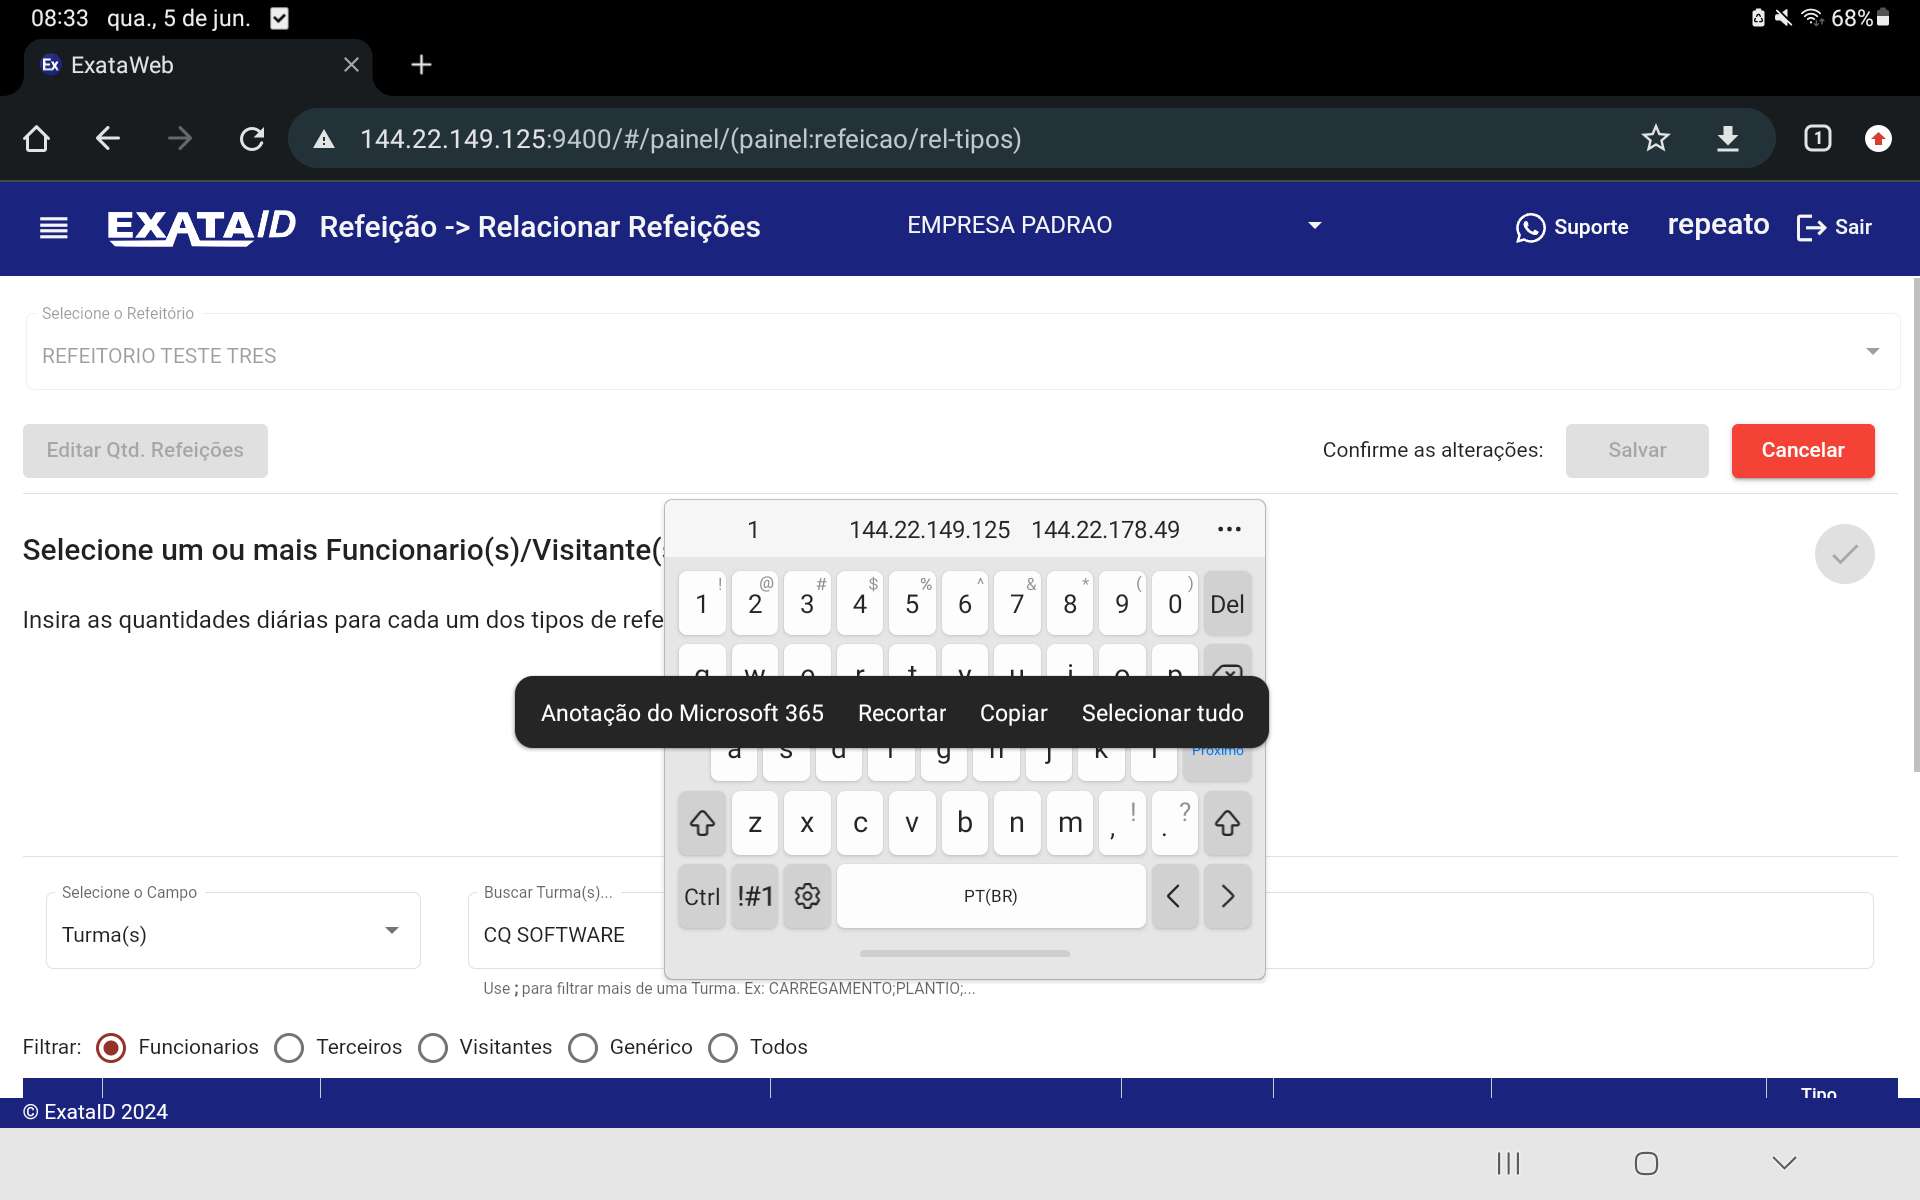 08:33 qua., 5 de jun. 68%
Ex ExataWeb
144.22.149.125:9400/#/painel/(painel:refeicao/rel-tipos) 1
EXATAID Refeição -> Relacionar Refeições EMPRESA PADRAO Suporte repeato Sair
Selecione o Refeitório
REFEITORIO TESTE TRES
Editar Qtd. Refeições Confirme as alterações: Salvar Cancelar
1 144.22.149.125 144.22.178.49 ...
Selecione um ou mais Funcionario(s)/Visitante(
! @ # $ % ^ & * ( )
1 2 3 4 5 6 7 8 9 0 Del
Insira as quantidades diárias para cada um dos tipos de refe
q w e r t y u i o p
Anotação do Microsoft 365 Recortar Copiar Selecionar tudo
a s d f g h j k l Próximo
z x c v b n m , ! . ?
Ctrl !#1 PT(BR) < >
Selecione o Campo Buscar Turma(s)...
Turma(s) CQ SOFTWARE
Use ; para filtrar mais de uma Turma. Ex: CARREGAMENTO;PLANTIO;...
Filtrar: Funcionarios Terceiros Visitantes Genérico Todos
Tipo
© ExataID 2024